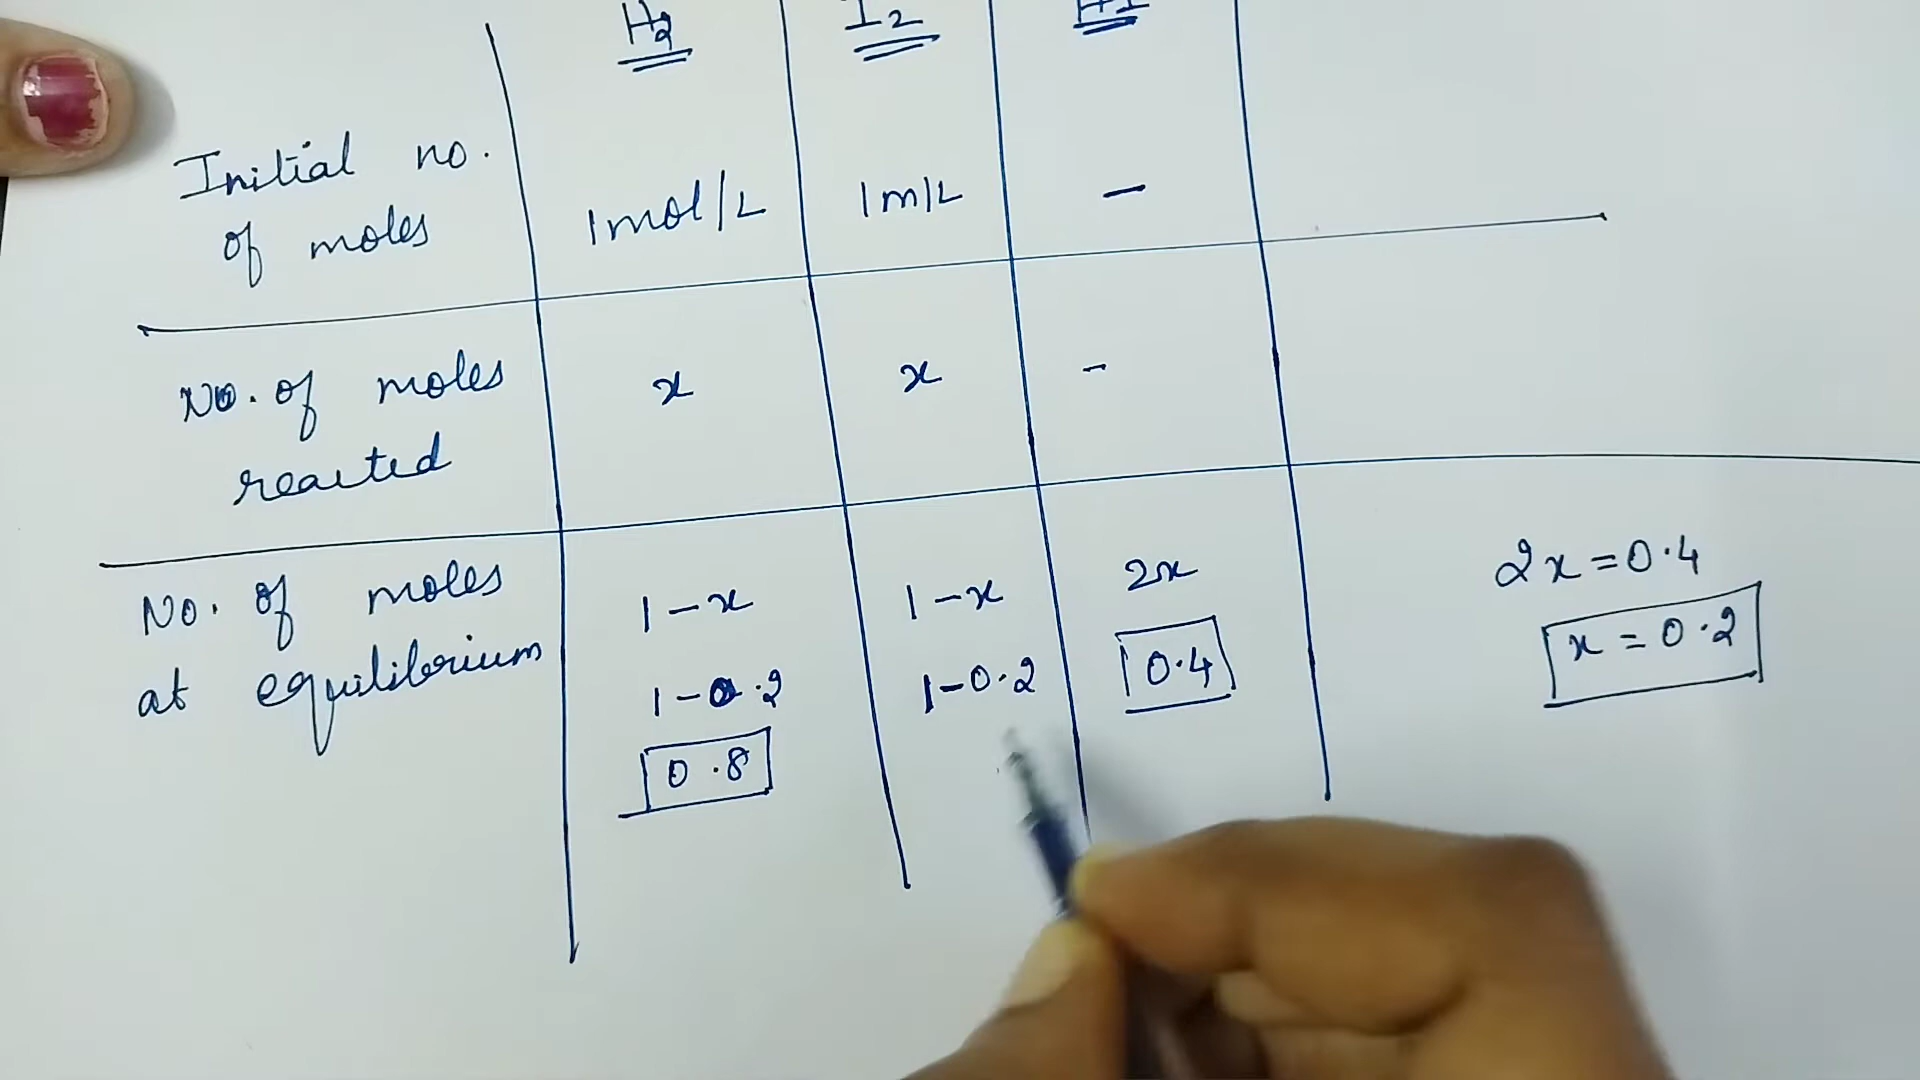 H2 I2 HI
Initial no.
of moles
1mol/L 1m/L -
No. of moles
reacted
x x -
No. of moles
at equilibrium
1-x 1-x 2x 2x=0.4
1-0.2 1-0.2 0.4 x=0.2
0.8